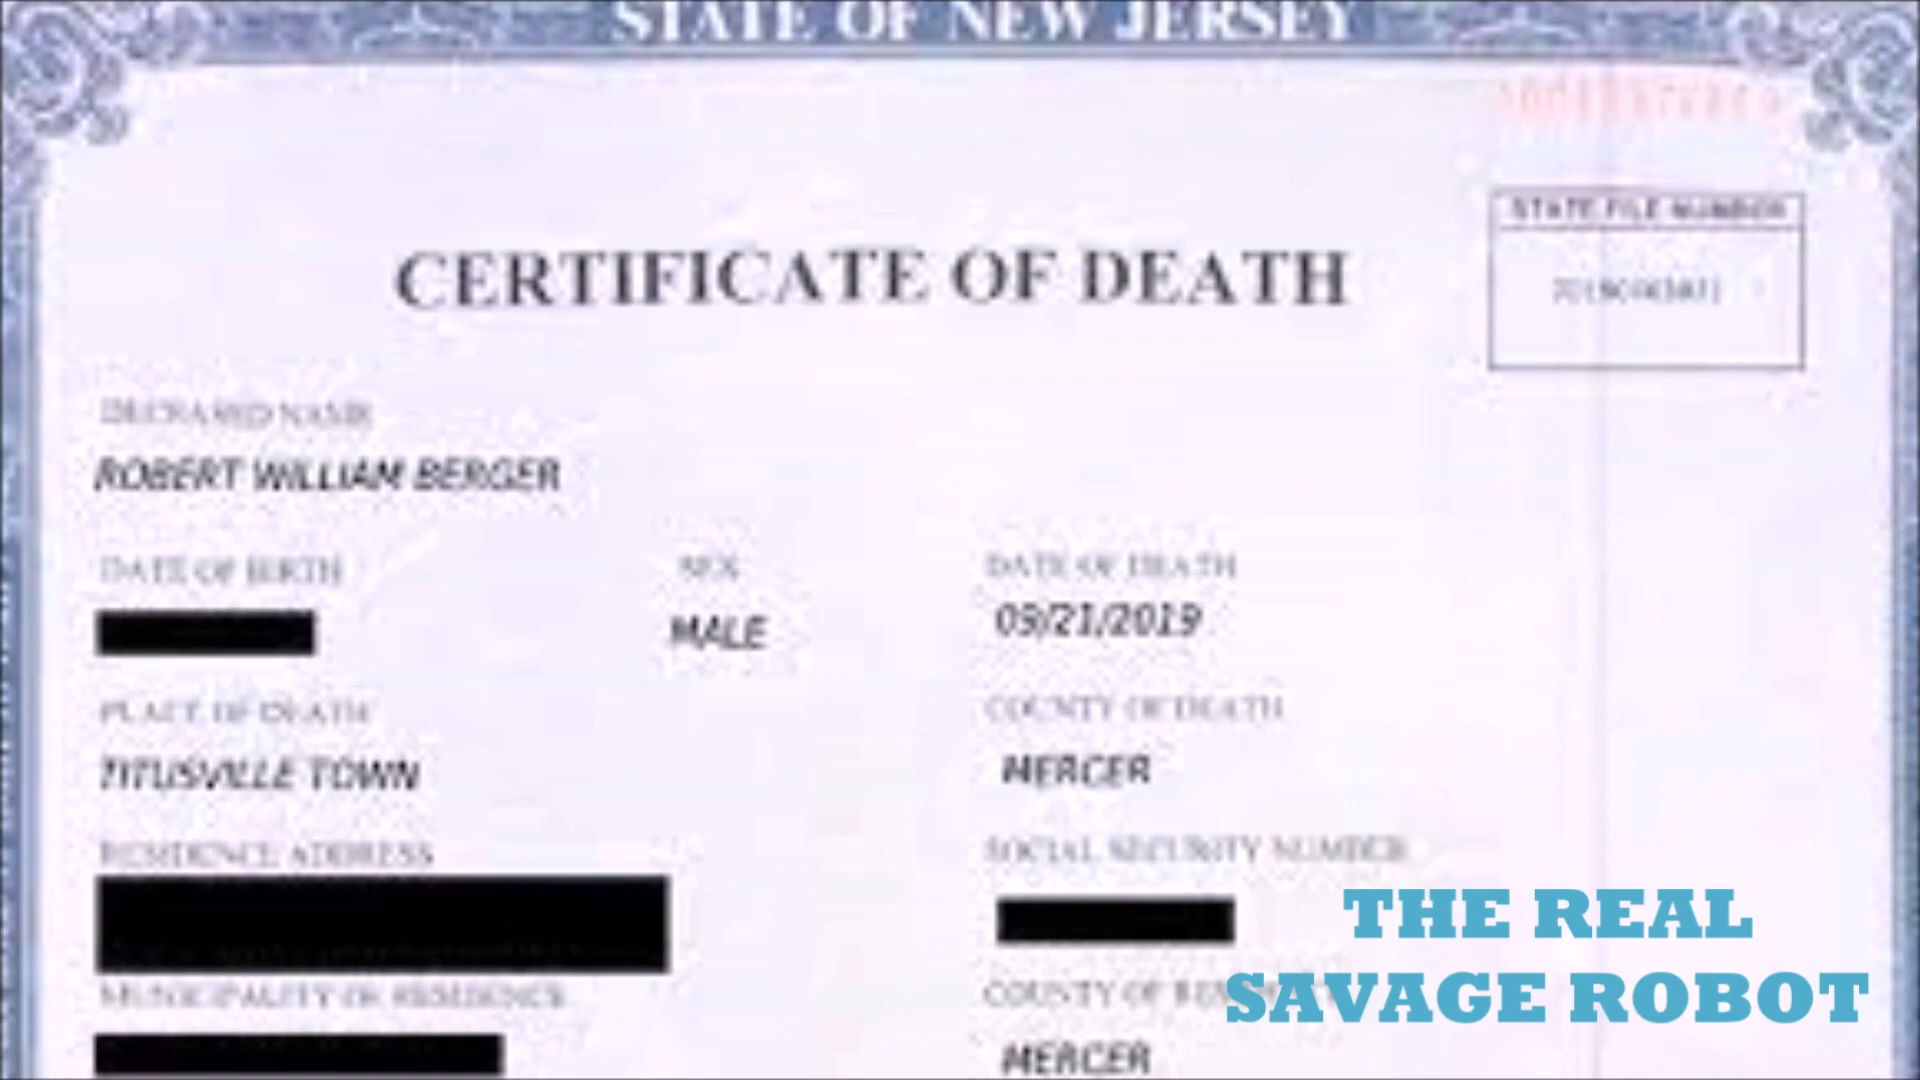 STATE OF NEW JERSEY
STATE FILE NUMBER
CERTIFICATE OF DEATH
DECEASED NAME
ROBERT WILLIAM BERGER
DATE OF BIRTH
SEX
DATE OF DEATH
MALE
09/21/2019
PLACE OF DEATH
COUNTY OF DEATH
TITUSVILLE TOWN
MERCER
RESIDENCE ADDRESS
SOCIAL SECURITY NUMBER
THE REAL
MUNICIPALITY OF RESIDENCE
COUNTY OF
SAVAGE ROBOT
MERCER